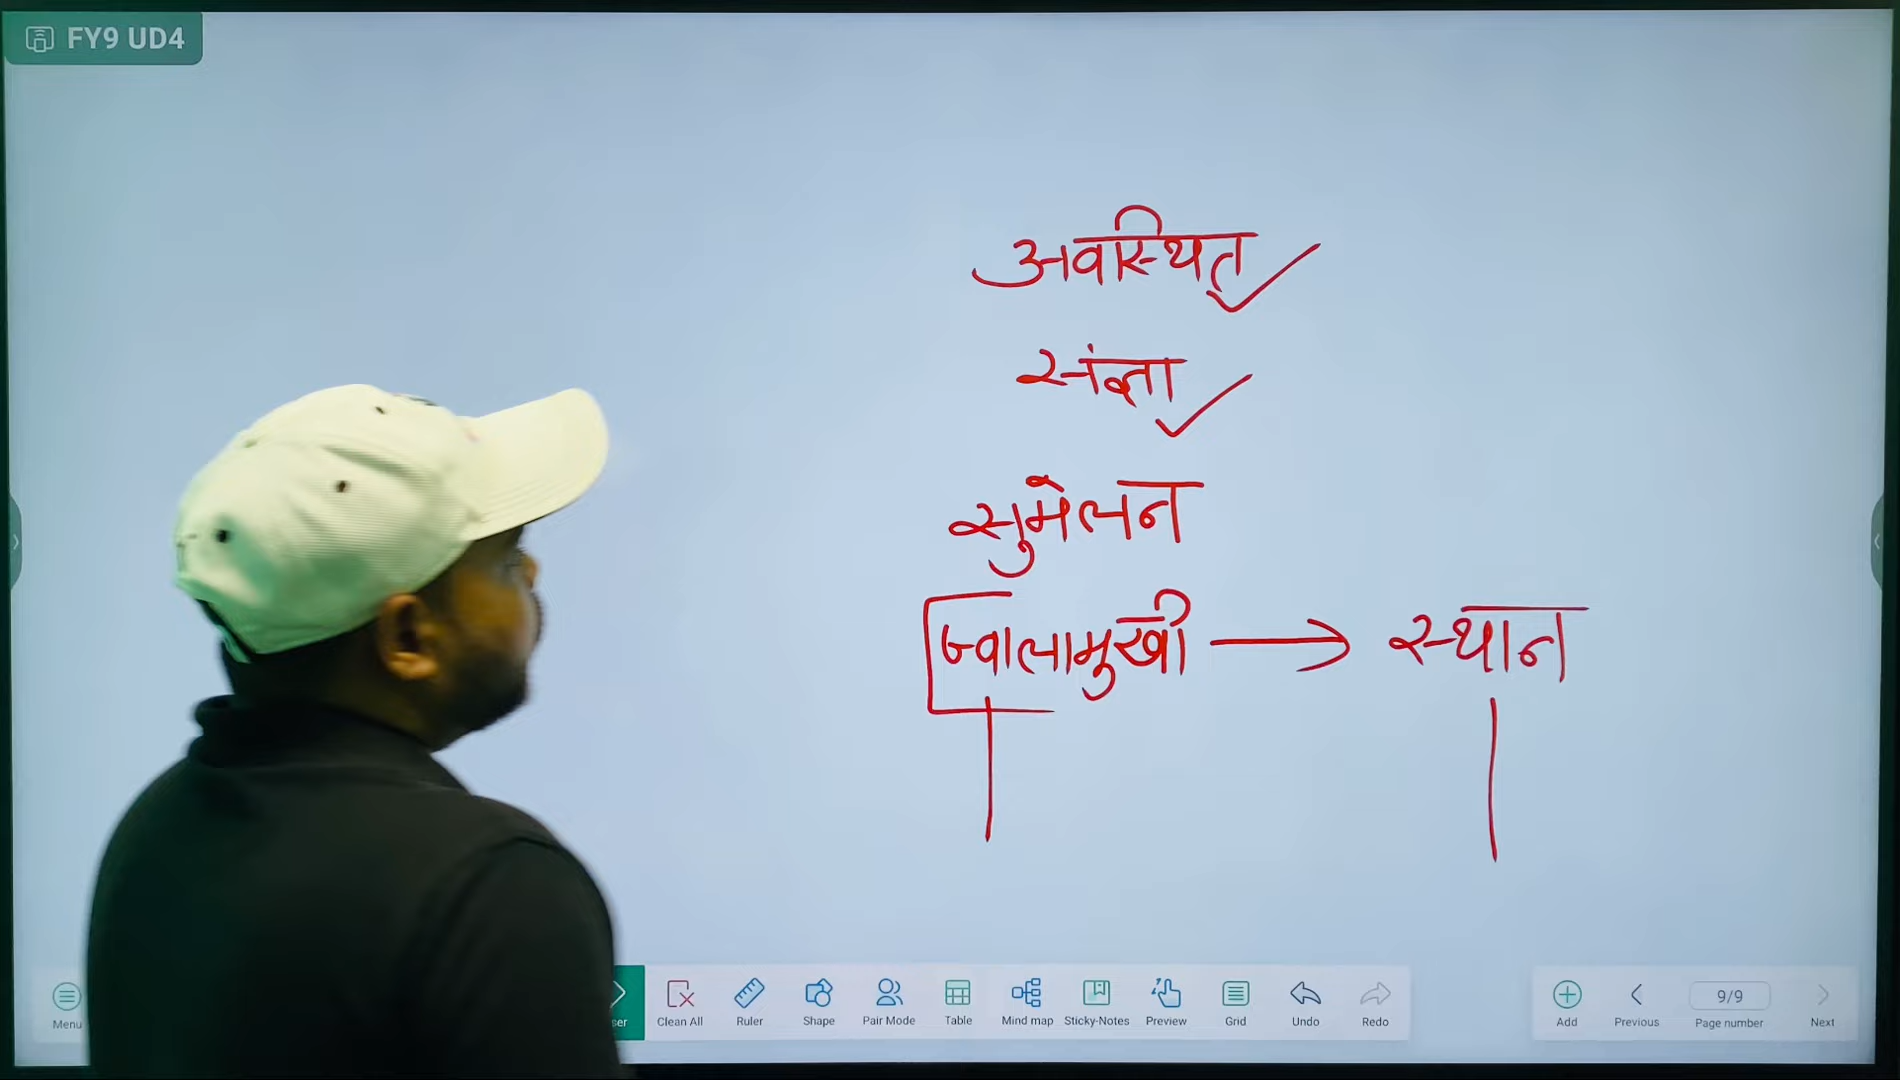 FY9 UD4
अवस्थित
संज्ञा
सुमेलन
ज्वालामुखी → स्थान
Menu
ser Clean All Ruler Shape Pair Mode Table Mind map Sticky-Notes Preview Grid Undo Redo
Add Previous 9/9 Page number Next